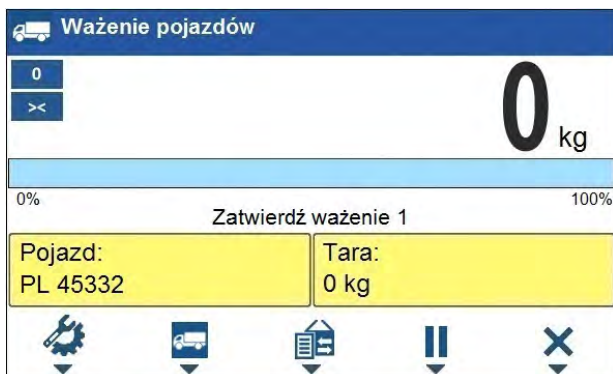 Ważenie pojazdów
0
><
0 kg
0%
100%
Zatwierdź ważenie 1
Pojazd:
PL 45332
Tara:
0 kg